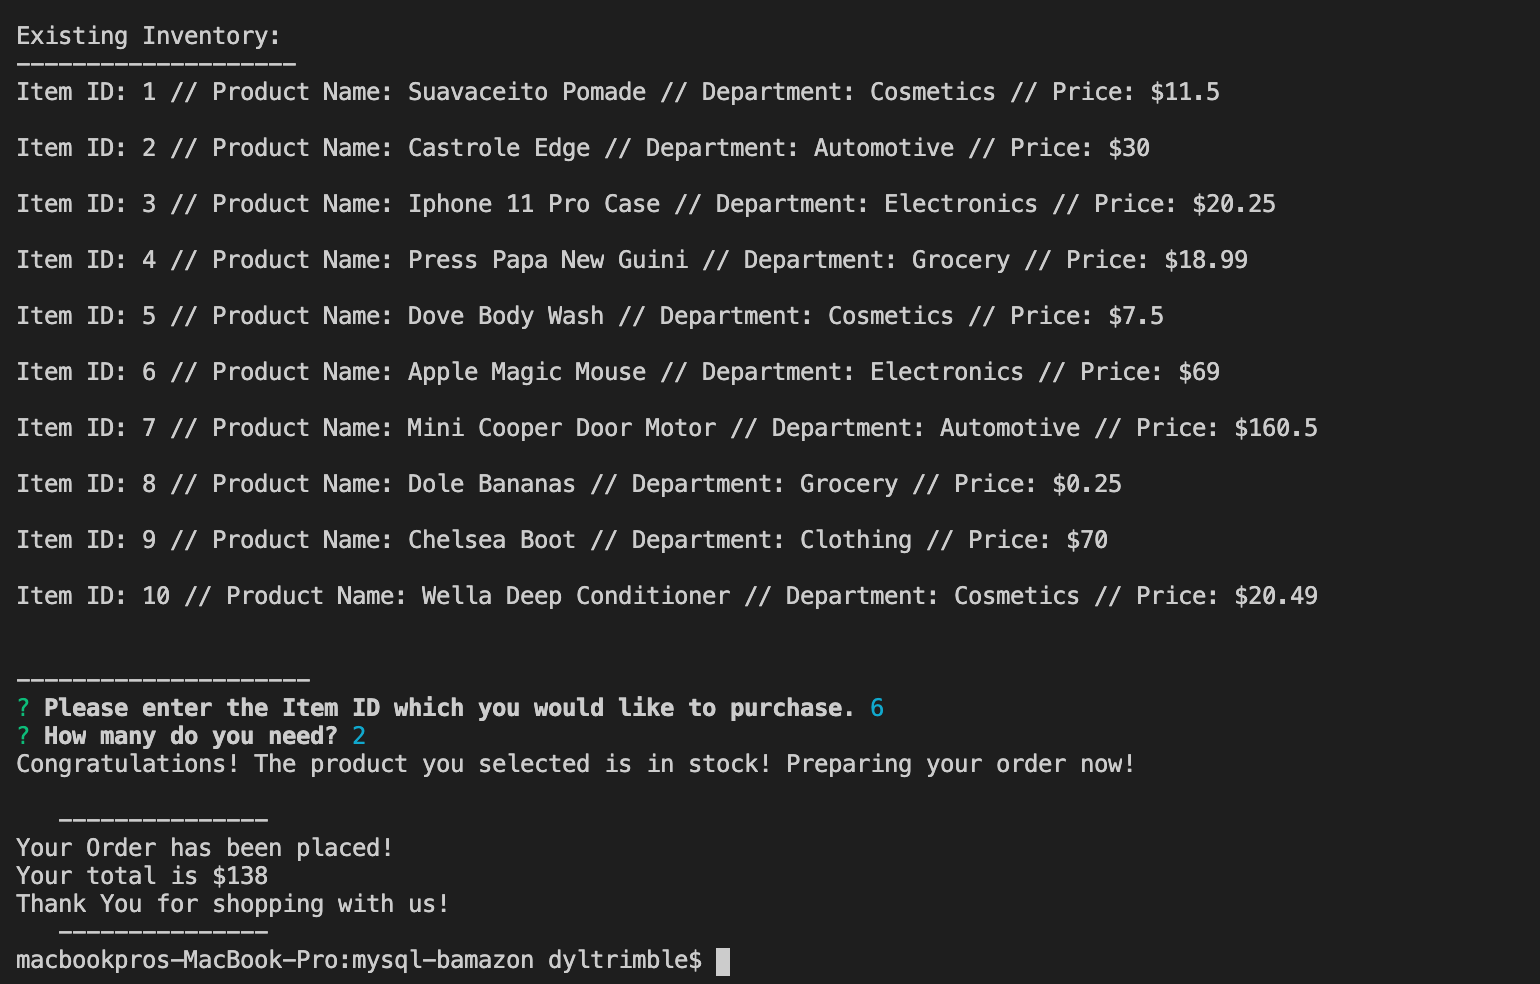 Existing Inventory:
--------------------
Item ID: 1 // Product Name: Suavaceito Pomade // Department: Cosmetics // Price: $11.5
Item ID: 2 // Product Name: Castrole Edge // Department: Automotive // Price: $30
Item ID: 3 // Product Name: Iphone 11 Pro Case // Department: Electronics // Price: $20.25
Item ID: 4 // Product Name: Press Papa New Guini // Department: Grocery // Price: $18.99
Item ID: 5 // Product Name: Dove Body Wash // Department: Cosmetics // Price: $7.5
Item ID: 6 // Product Name: Apple Magic Mouse // Department: Electronics // Price: $69
Item ID: 7 // Product Name: Mini Cooper Door Motor // Department: Automotive // Price: $160.5
Item ID: 8 // Product Name: Dole Bananas // Department: Grocery // Price: $0.25
Item ID: 9 // Product Name: Chelsea Boot // Department: Clothing // Price: $70
Item ID: 10 // Product Name: Wella Deep Conditioner // Department: Cosmetics // Price: $20.49
---------------------
? Please enter the Item ID which you would like to purchase. 6
? How many do you need? 2
Congratulations! The product you selected is in stock! Preparing your order now!
---------------
Your Order has been placed!
Your total is $138
Thank You for shopping with us!
---------------
macbookpros-MacBook-Pro:mysql-bamazon dyltrimble$